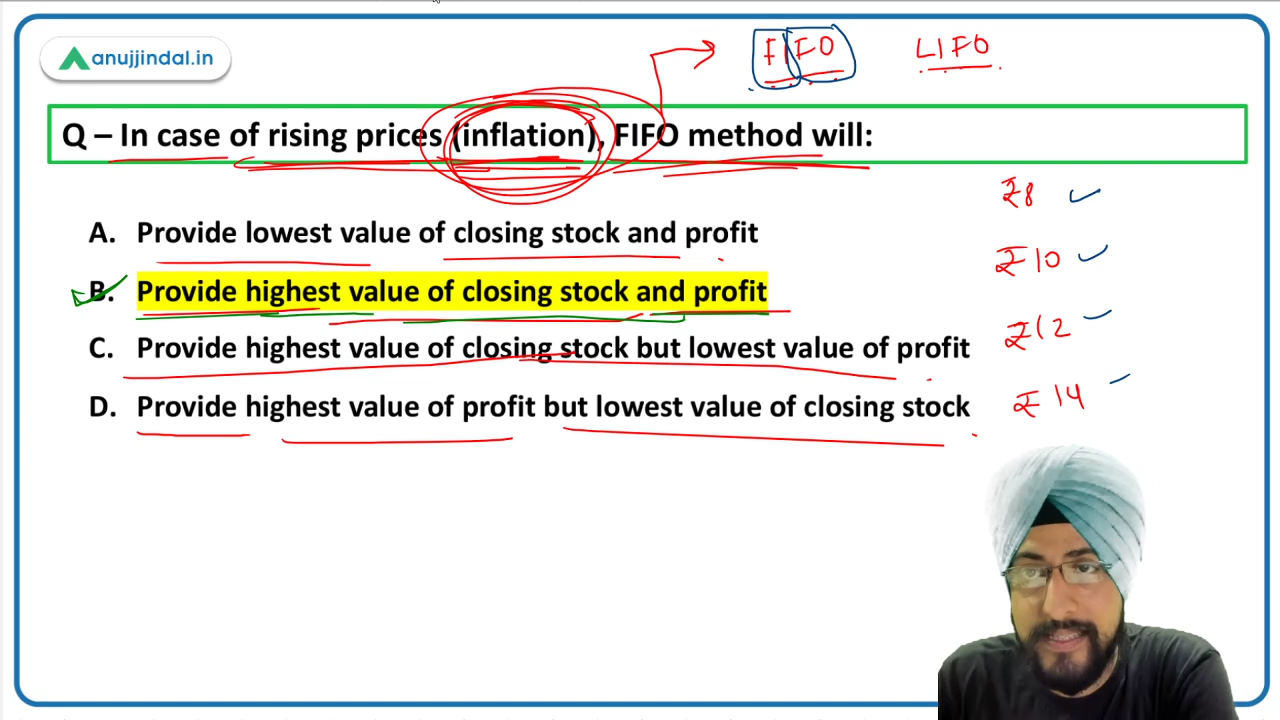 anujjindal.in
FIFO LIFO
Q – In case of rising prices (inflation), FIFO method will:
₹8
A. Provide lowest value of closing stock and profit
₹10
B. Provide highest value of closing stock and profit
₹12
C. Provide highest value of closing stock but lowest value of profit
₹14
D. Provide highest value of profit but lowest value of closing stock